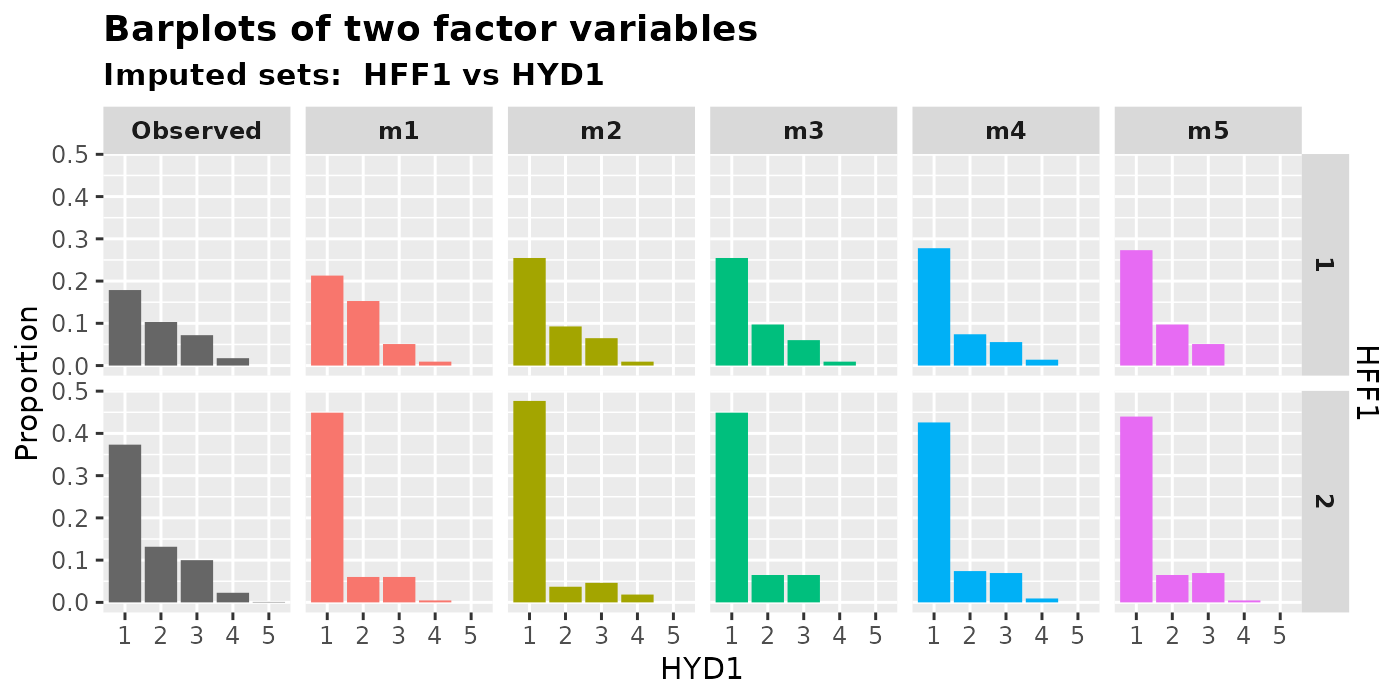 Barplots of two factor variables
Imputed sets:  HFF1 vs HYD1
Observed m1 m2 m3 m4 m5
0.5
0.4
0.3
0.2
0.1
0.0
1
0.5
0.4
0.3
0.2
0.1
0.0
2
Proportion
HFF1
1 2 3 4 5 1 2 3 4 5 1 2 3 4 5 1 2 3 4 5 1 2 3 4 5 1 2 3 4 5
HYD1